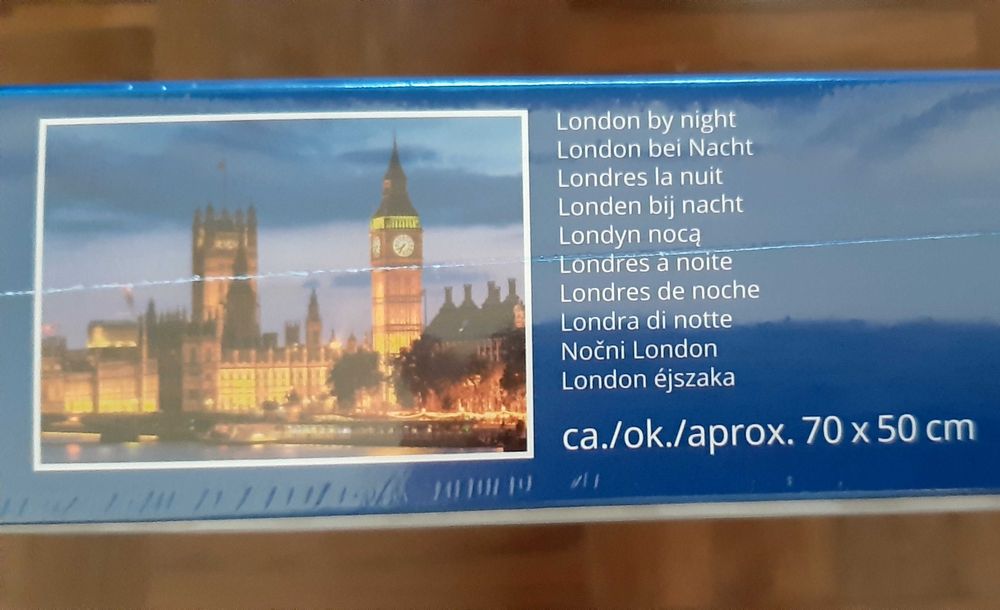 London by night
London bei Nacht
Londres la nuit
Londen bij nacht
Londyn nocą
Londres à noite
Londres de noche
Londra di notte
Nočni London
London éjszaka
ca./ok./aprox. 70 x 50 cm